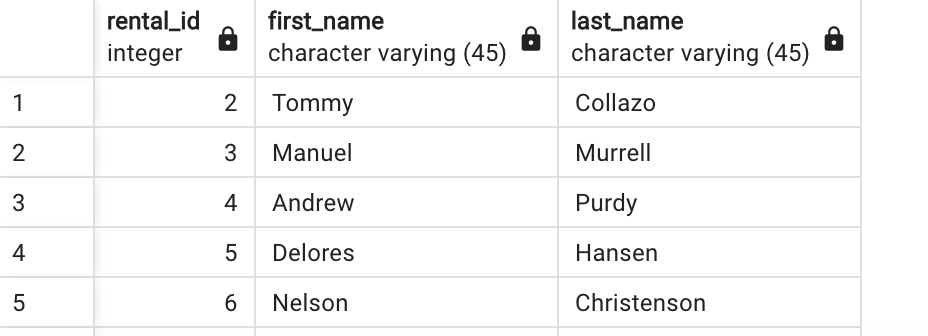 rental_id first_name last_name
integer character varying (45) character varying (45)
1 2 Tommy Collazo
2 3 Manuel Murrell
3 4 Andrew Purdy
4 5 Delores Hansen
5 6 Nelson Christenson